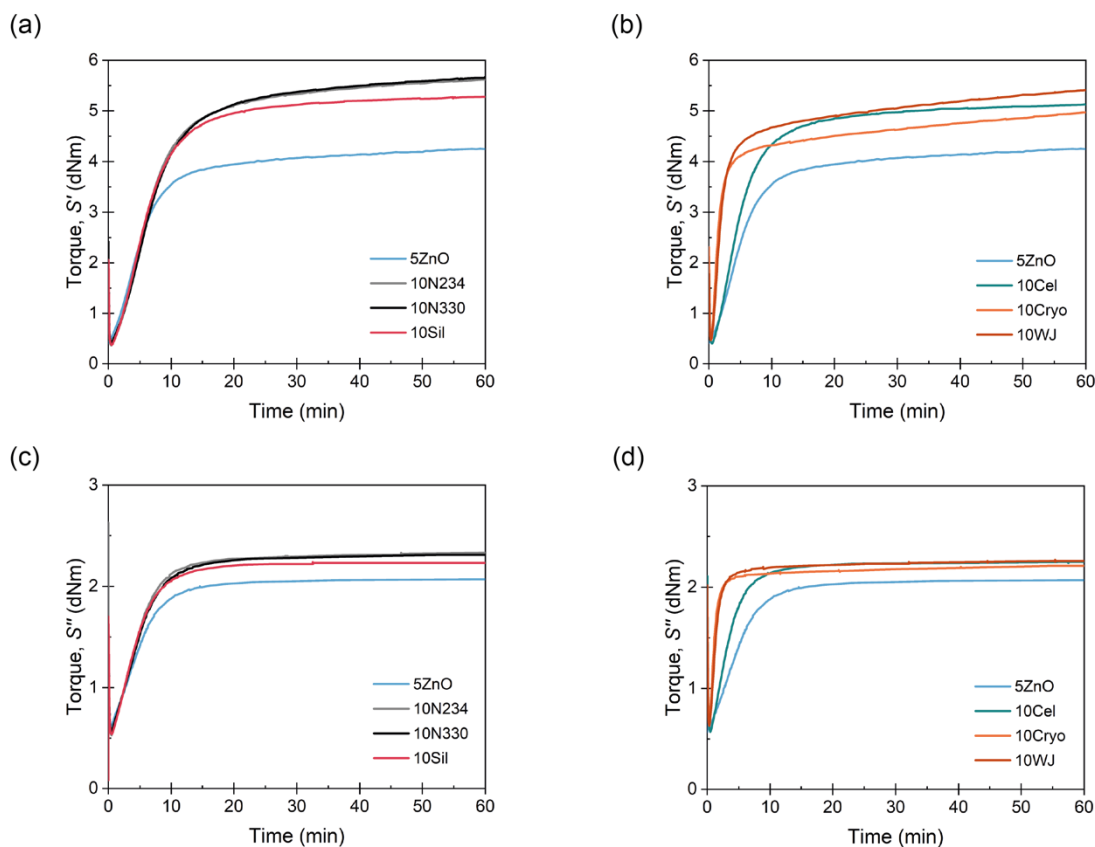 (a)
Torque, S′ (dNm)
6
5
4
3
2
1
0
0 10 20 30 40 50 60
Time (min)
5ZnO
10N234
10N330
10Sil
(b)
Torque, S′ (dNm)
6
5
4
3
2
1
0
0 10 20 30 40 50 60
Time (min)
5ZnO
10Cel
10Cryo
10WJ
(c)
Torque, S″ (dNm)
3
2
1
0
0 10 20 30 40 50 60
Time (min)
5ZnO
10N234
10N330
10Sil
(d)
Torque, S″ (dNm)
3
2
1
0
0 10 20 30 40 50 60
Time (min)
5ZnO
10Cel
10Cryo
10WJ